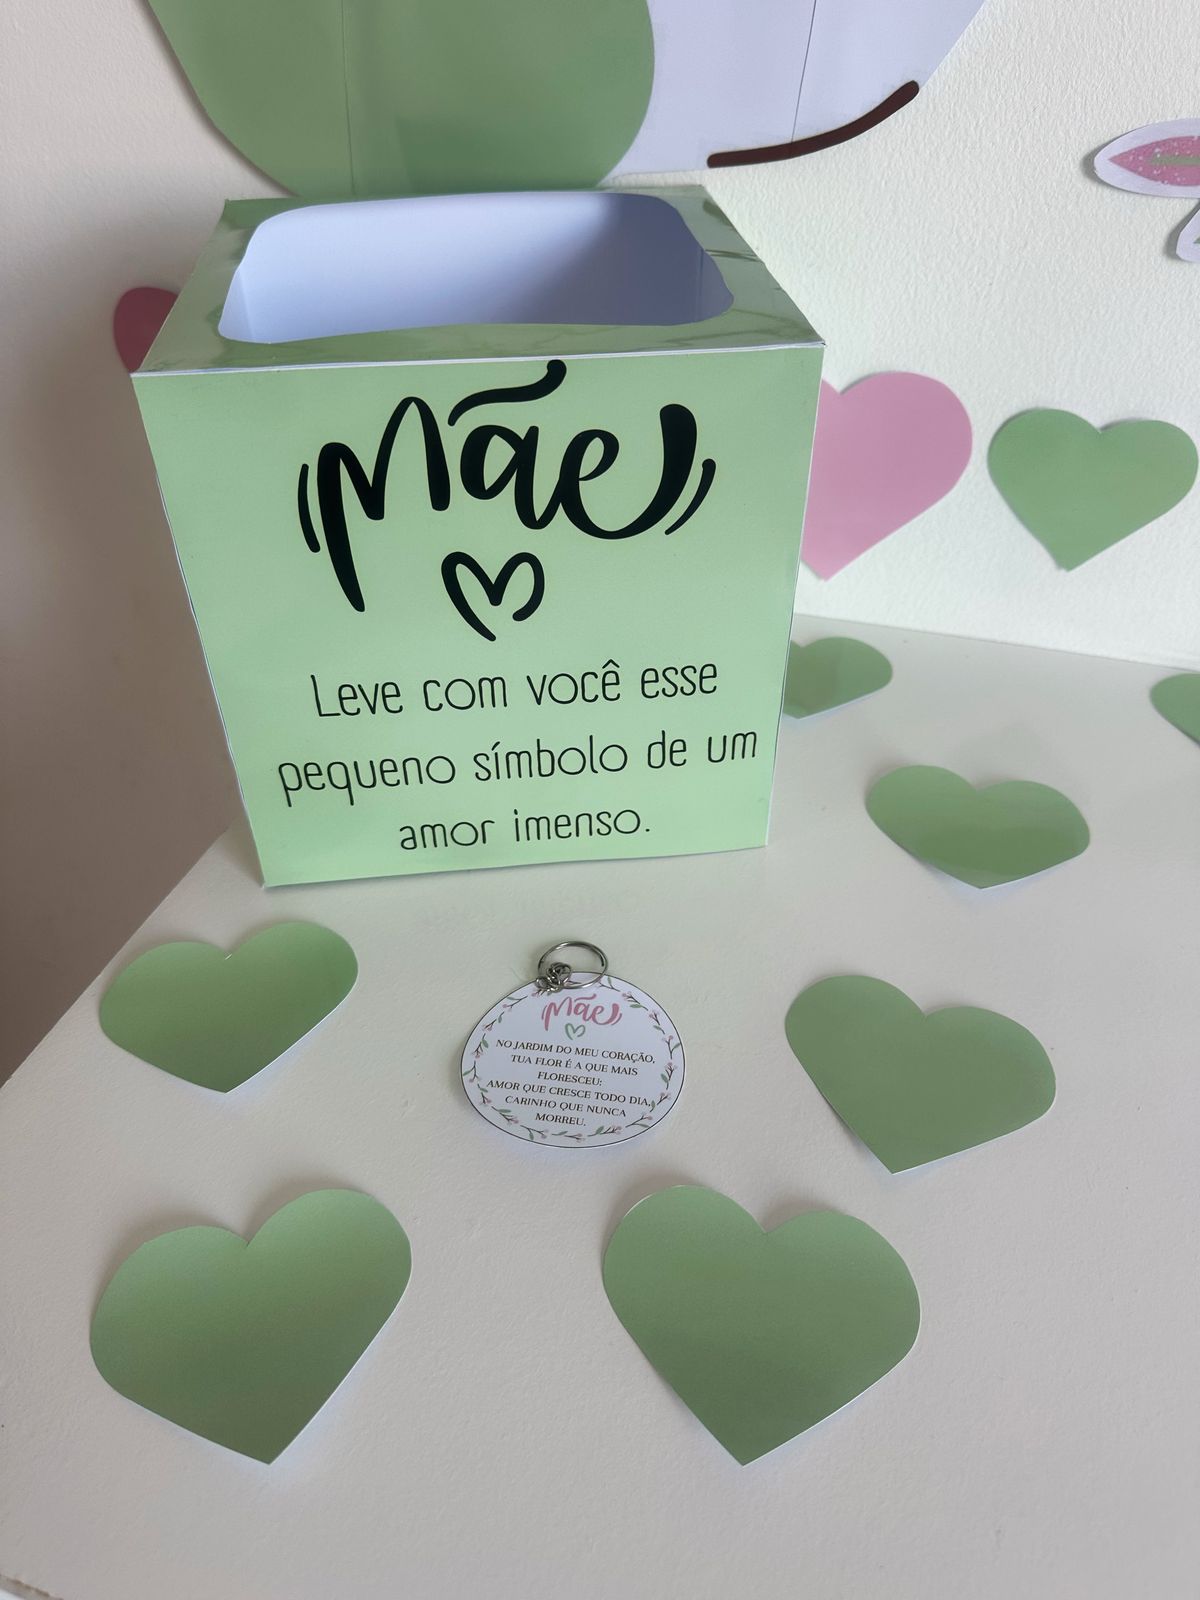 Mãe
Leve com você esse
pequeno símbolo de um
amor imenso.
Mãe
NO JARDIM DO MEU CORAÇÃO,
TUA FLOR É A QUE MAIS
FLORESCEU;
AMOR QUE CRESCE TODO DIA,
CARINHO QUE NUNCA
MORREU.